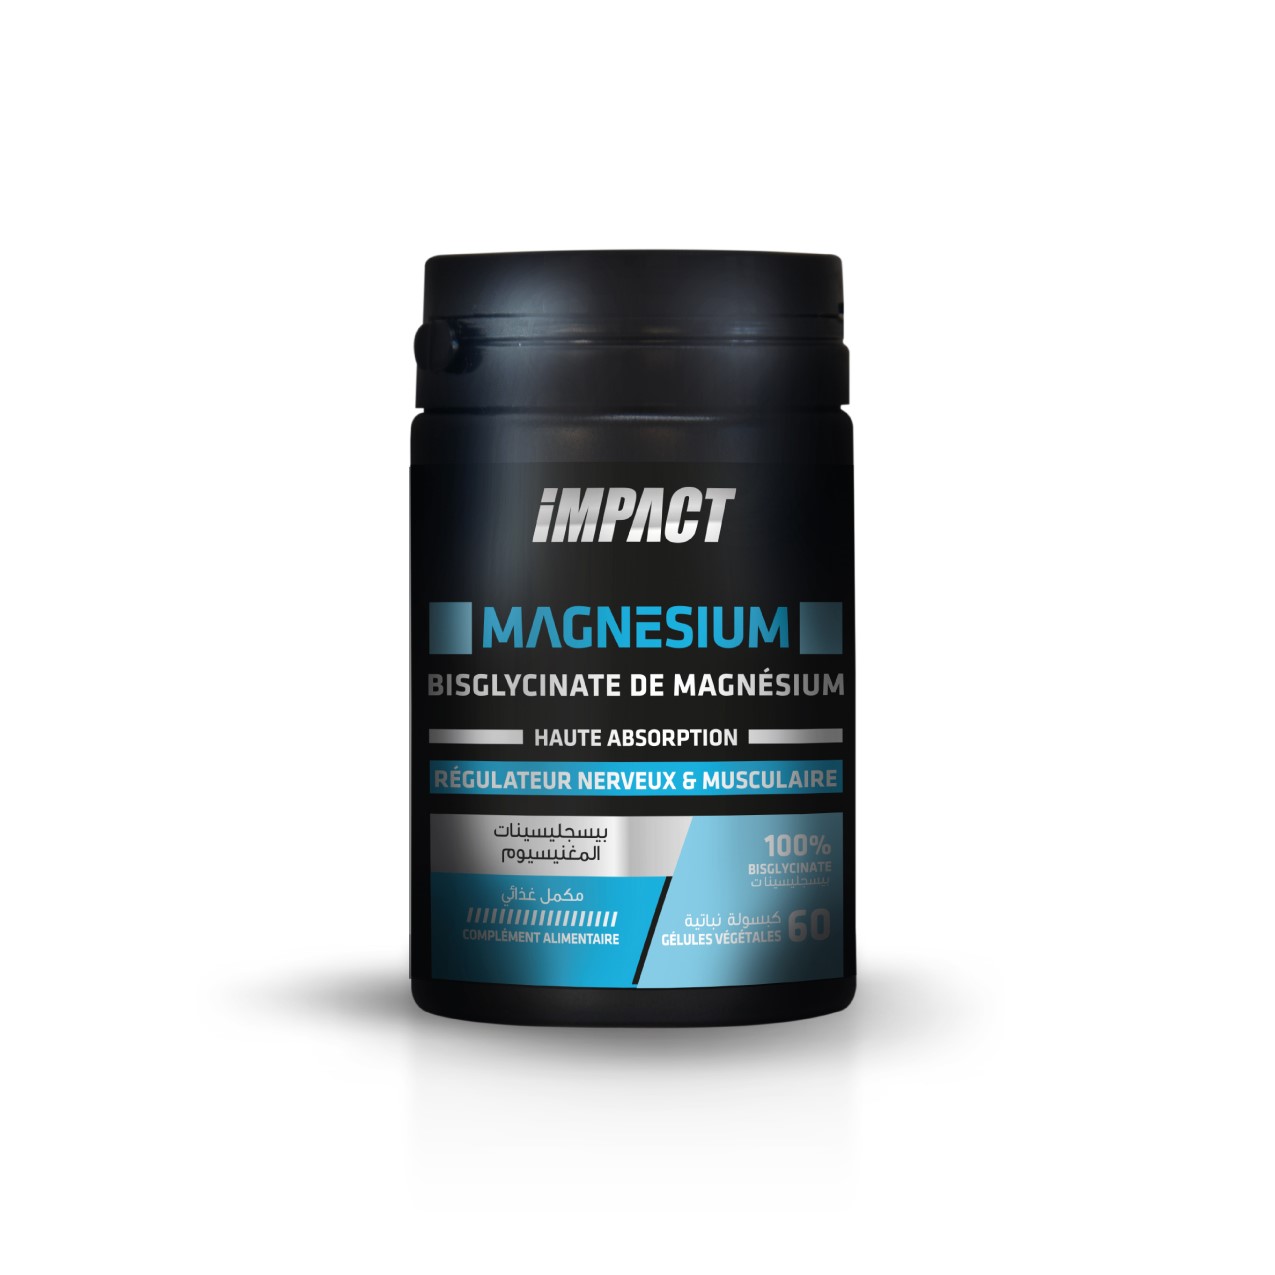 iMPACT
MAGNESIUM
BISGLYCINATE DE MAGNÉSIUM
HAUTE ABSORPTION
RÉGULATEUR NERVEUX & MUSCULAIRE
بيسجليسينات
المغنيسيوم
مكمل غذائي
COMPLÉMENT ALIMENTAIRE
100%
BISGLYCINATE
بيسجليسينات
كبسولة نباتية
60
GÉLULES VÉGÉTALES